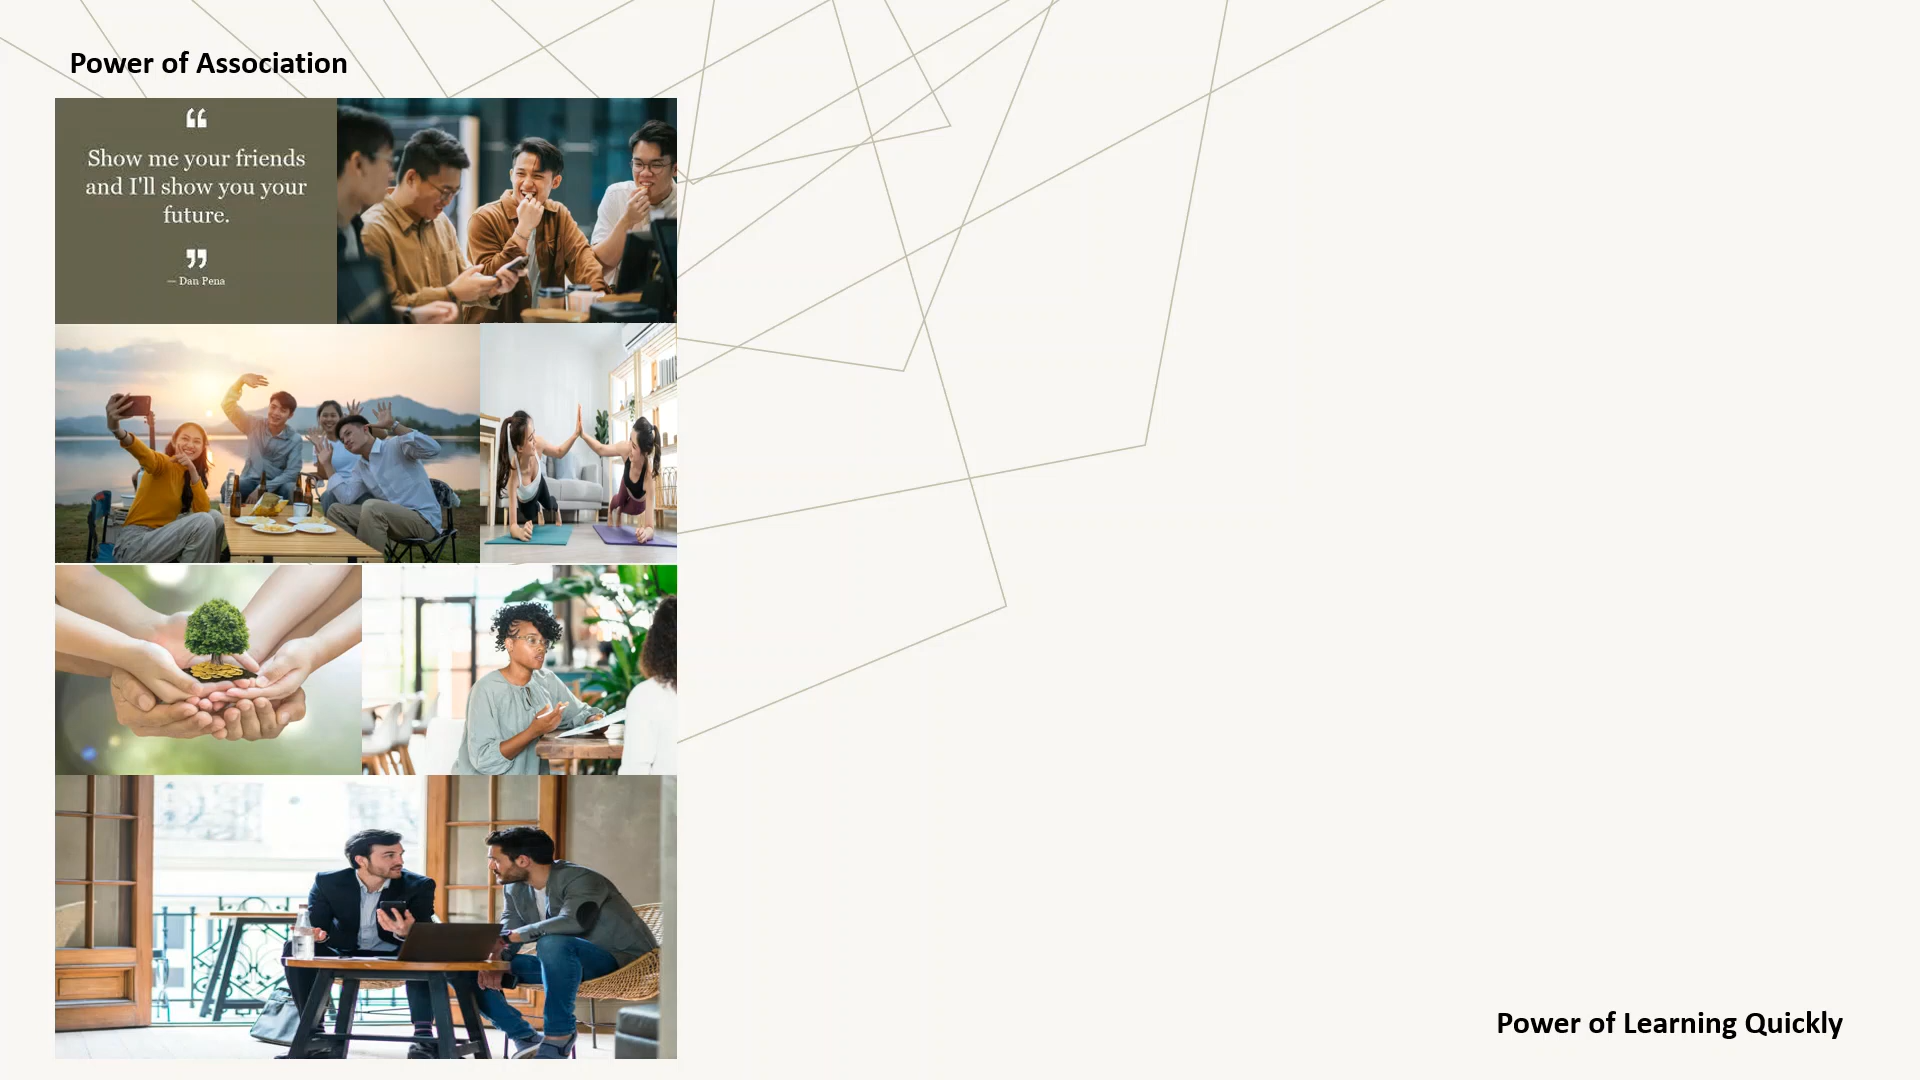 Power of Association
“
Show me your friends
and I'll show you your
future.
”
— Dan Pena
Power of Learning Quickly